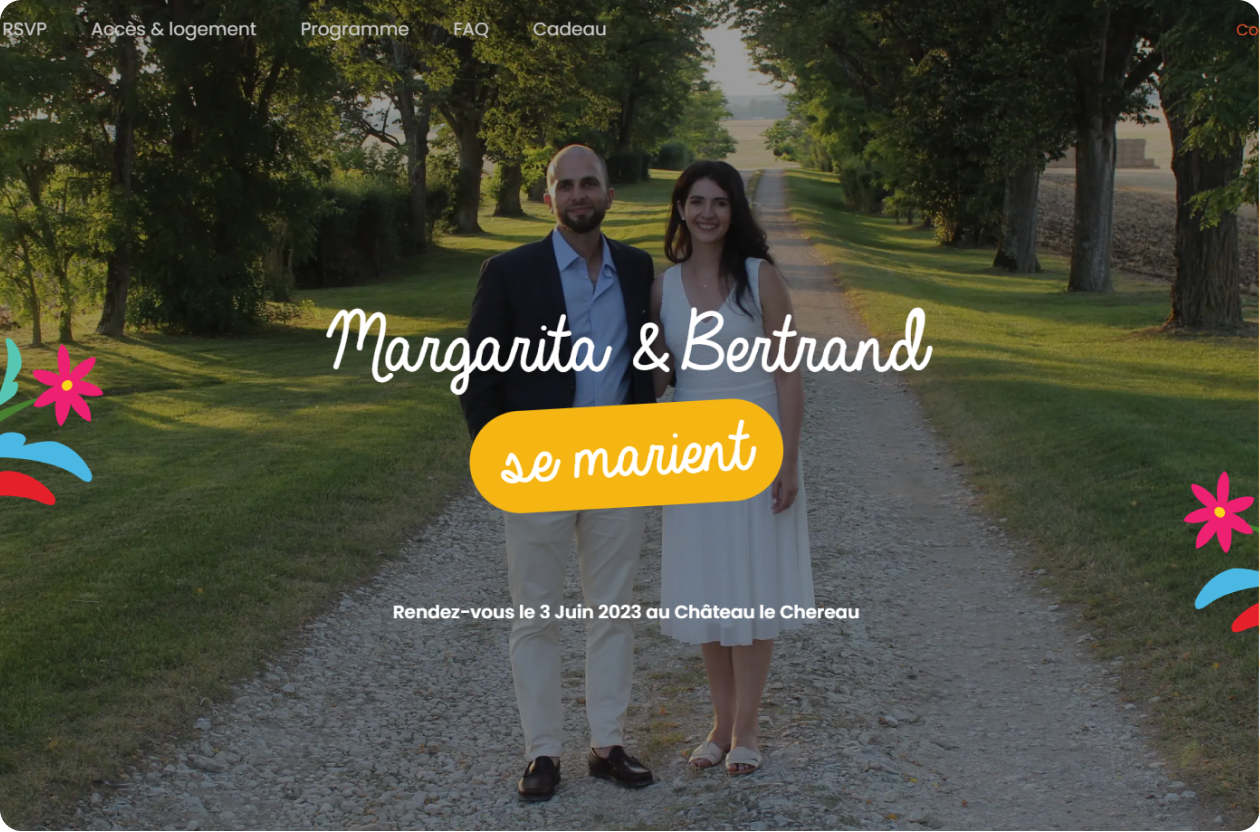 RSVP Accès & logement Programme FAQ Cadeau
Margarita & Bertrand
se marient
Rendez-vous le 3 Juin 2023 au Château le Chereau